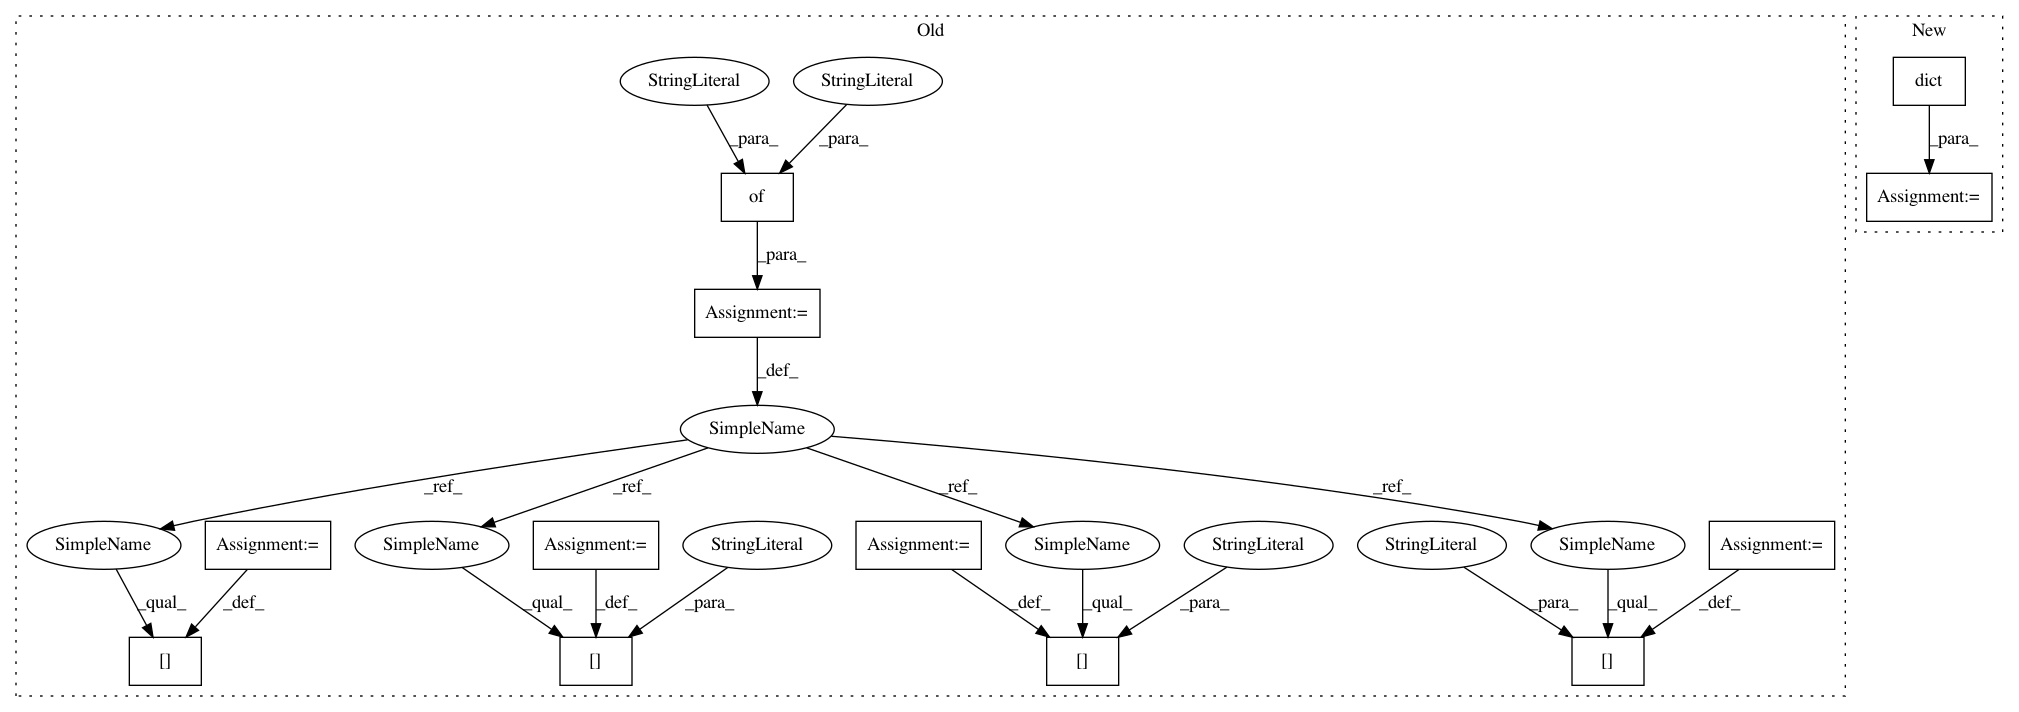 Old
New
StringLiteral
StringLiteral
dict
_para_
_para_
_para_
of
Assignment:=
_para_
Assignment:=
_def_
SimpleName
_ref_
_ref_
_ref_
_ref_
SimpleName
Assignment:=
SimpleName
Assignment:=
StringLiteral
Assignment:=
SimpleName
StringLiteral
StringLiteral
SimpleName
Assignment:=
_qual_
_def_
_qual_
_def_
_para_
_def_
_qual_
_para_
_para_
_qual_
_def_
[]
[]
[]
[]